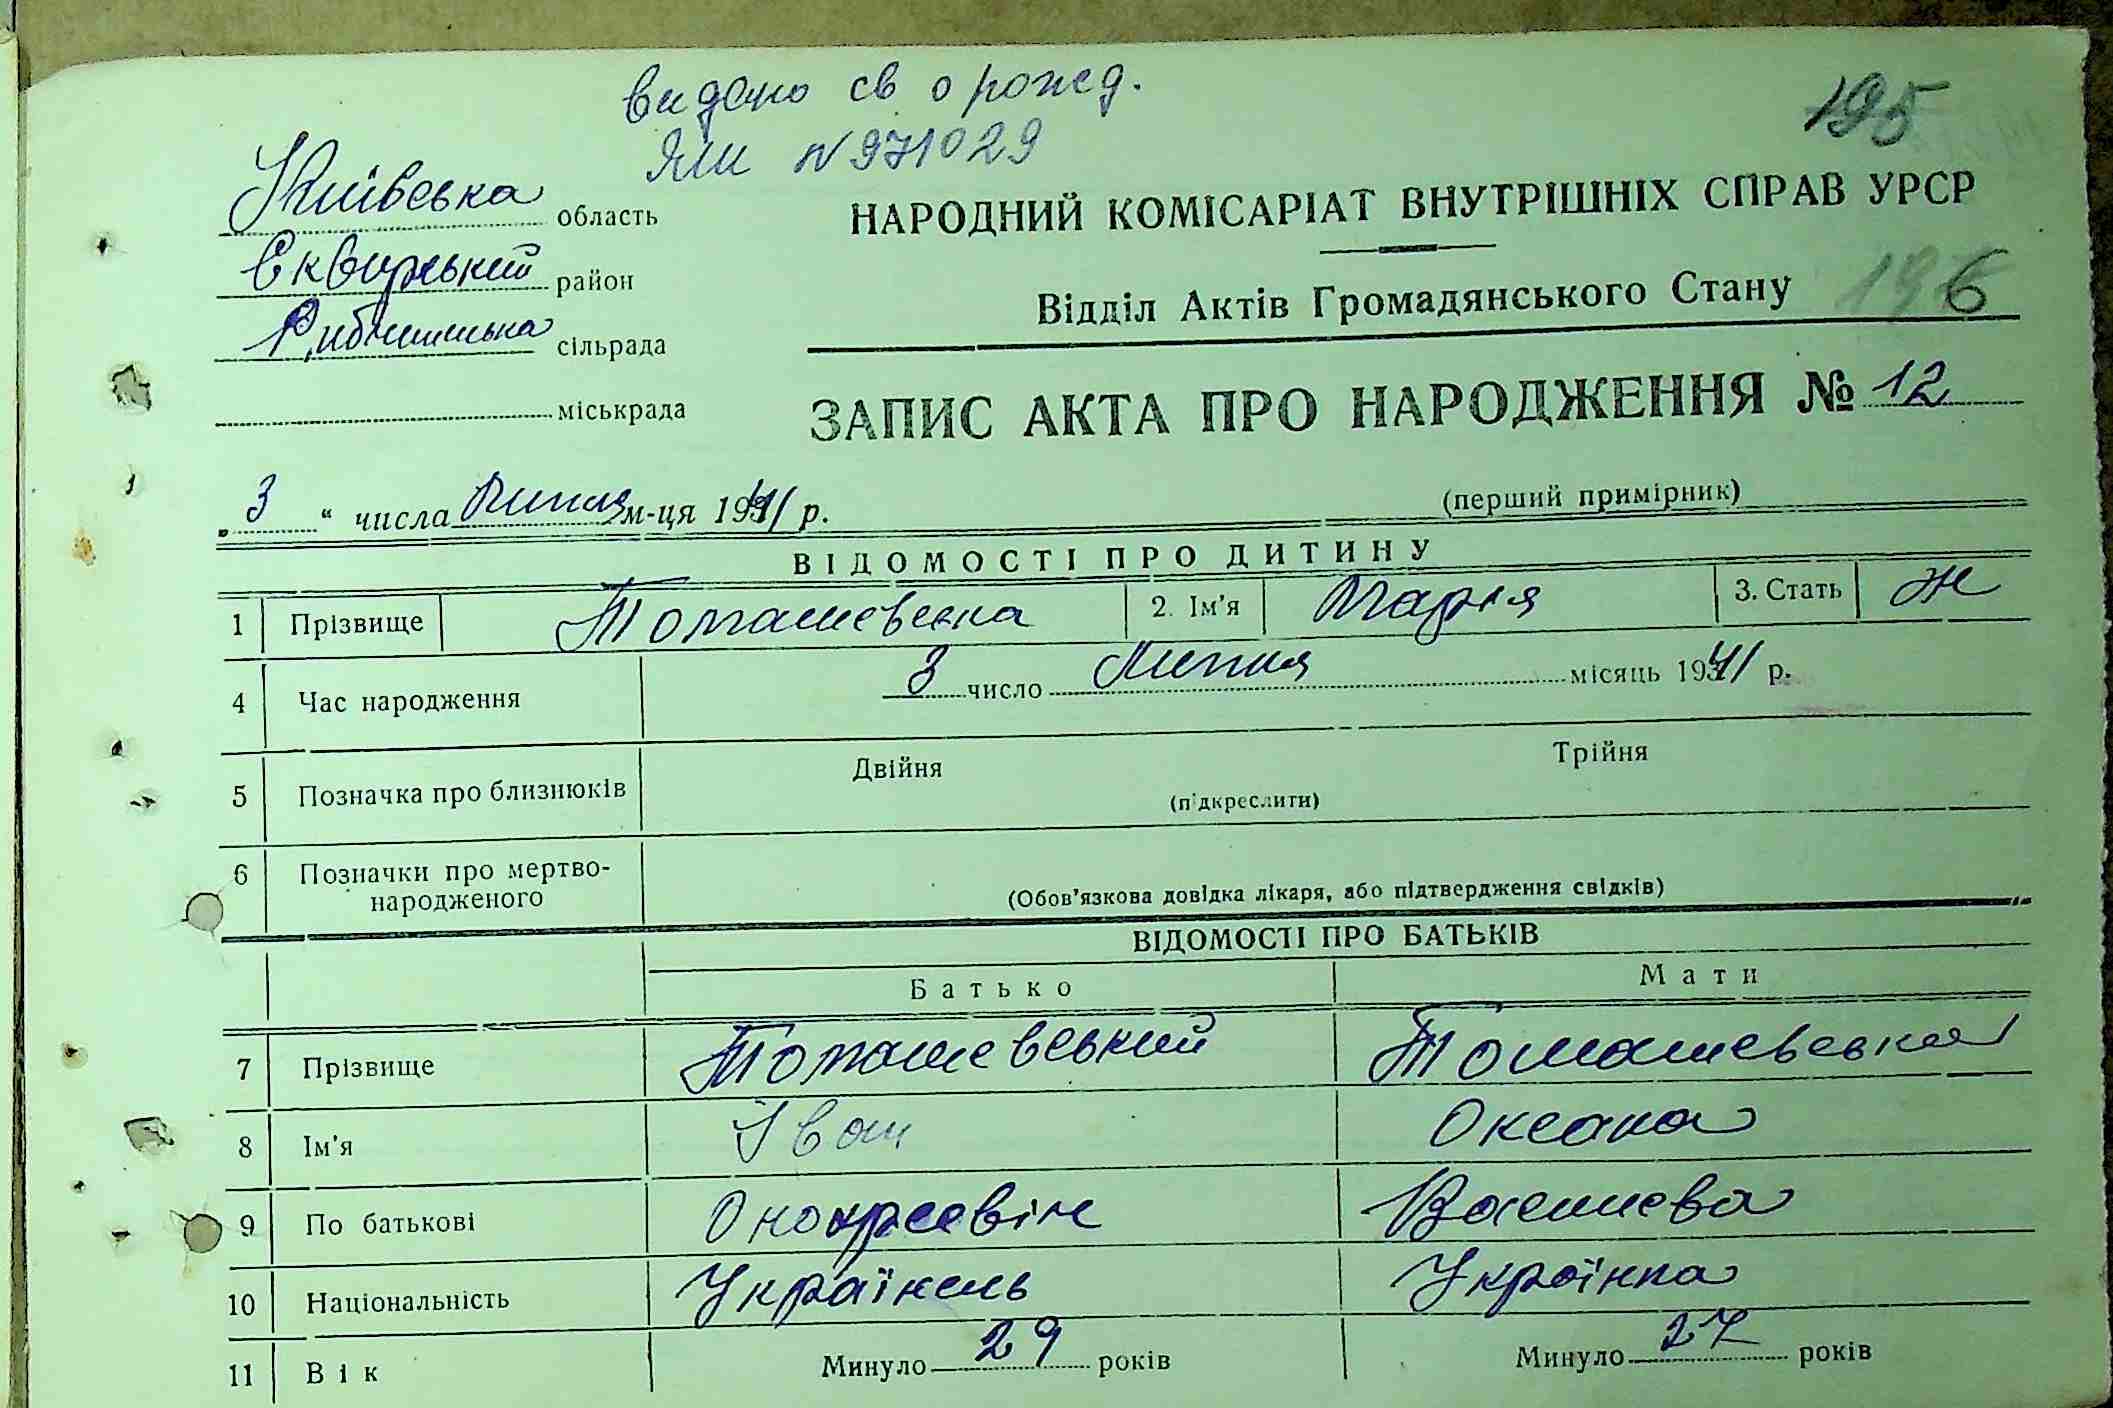 видано св о рожд.
ЯМИ N 971029
195
Київська область
НАРОДНИЙ КОМІСАРІАТ ВНУТРІШНІХ СПРАВ УРСР
Сквирський район
Відділ Актів Громадянського Стану 196
сільрада
міськрада
ЗАПИС АКТА ПРО НАРОДЖЕННЯ № 12
„ 3 “ числа Липня м-ця 1941 р.
(перший примірник)
ВІДОМОСТІ ПРО ДИТИНУ
1 Прізвище Томашевська 2. Ім'я Марія 3. Стать ж
4 Час народження 3 число Липня місяць 1941 р.
5 Позначка про близнюків Двійня Трійня
(підкреслити)
6 Позначки про мертво-
народженого
(Обов'язкова довідка лікаря, або підтвердження свідків)
ВІДОМОСТІ ПРО БАТЬКІВ
Батько Мати
7 Прізвище Томашевський Томашевська
8 Ім'я Іван Оксана
9 По батькові
10 Національність Українець Українка
11 Вік Минуло 29 років Минуло 27 років